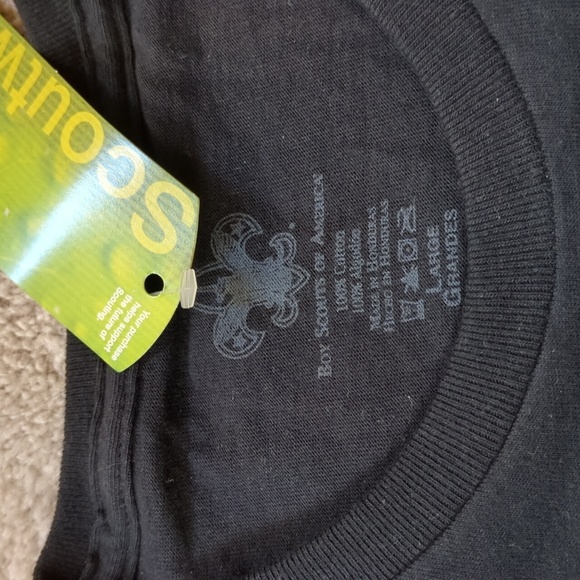 Scoutw
Your purchase
helps support
the future of
Scouting.
Boy Scouts of America
100% Cotton
100% Algodon
Made in Honduras
Hecho en Honduras
Large
Grandes